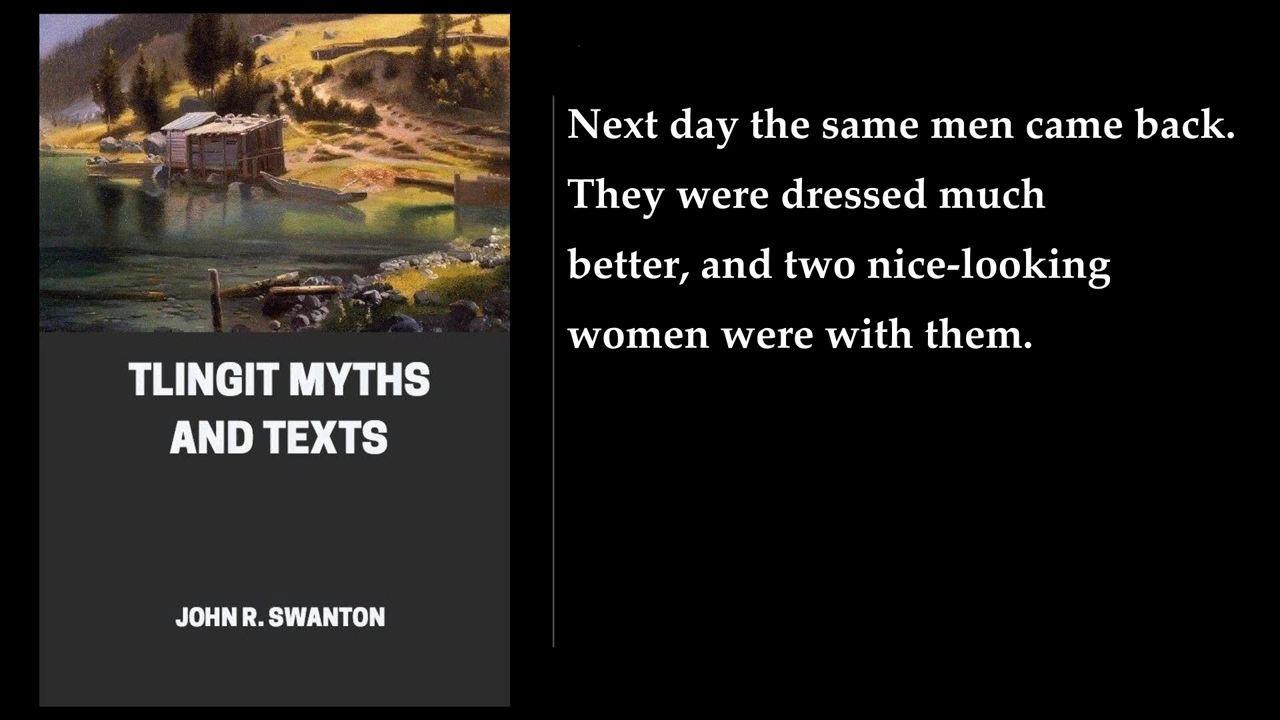 TLINGIT MYTHS
AND TEXTS
JOHN R. SWANTON
Next day the same men came back.
They were dressed much
better, and two nice-looking
women were with them.